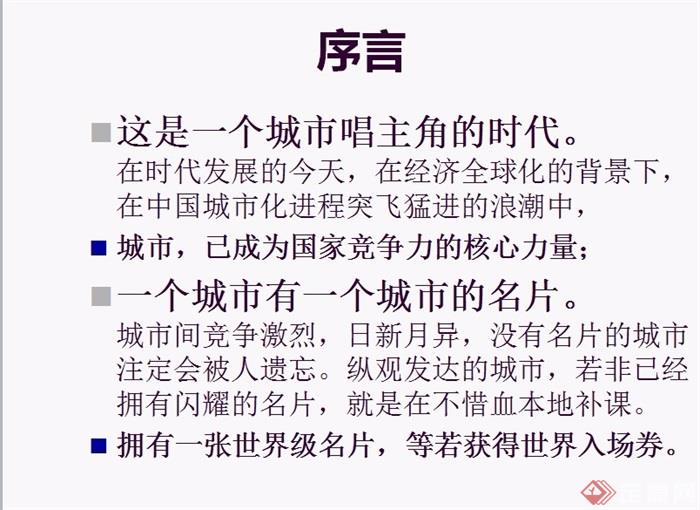 序言
这是一个城市唱主角的时代。
在时代发展的今天，在经济全球化的背景下，
在中国城市化进程突飞猛进的浪潮中，
城市，已成为国家竞争力的核心力量；
一个城市有一个城市的名片。
城市间竞争激烈，日新月异，没有名片的城市
注定会被人遗忘。纵观发达的城市，若非已经
拥有闪耀的名片，就是在不惜血本地补课。
拥有一张世界级名片，等若获得世界入场券。